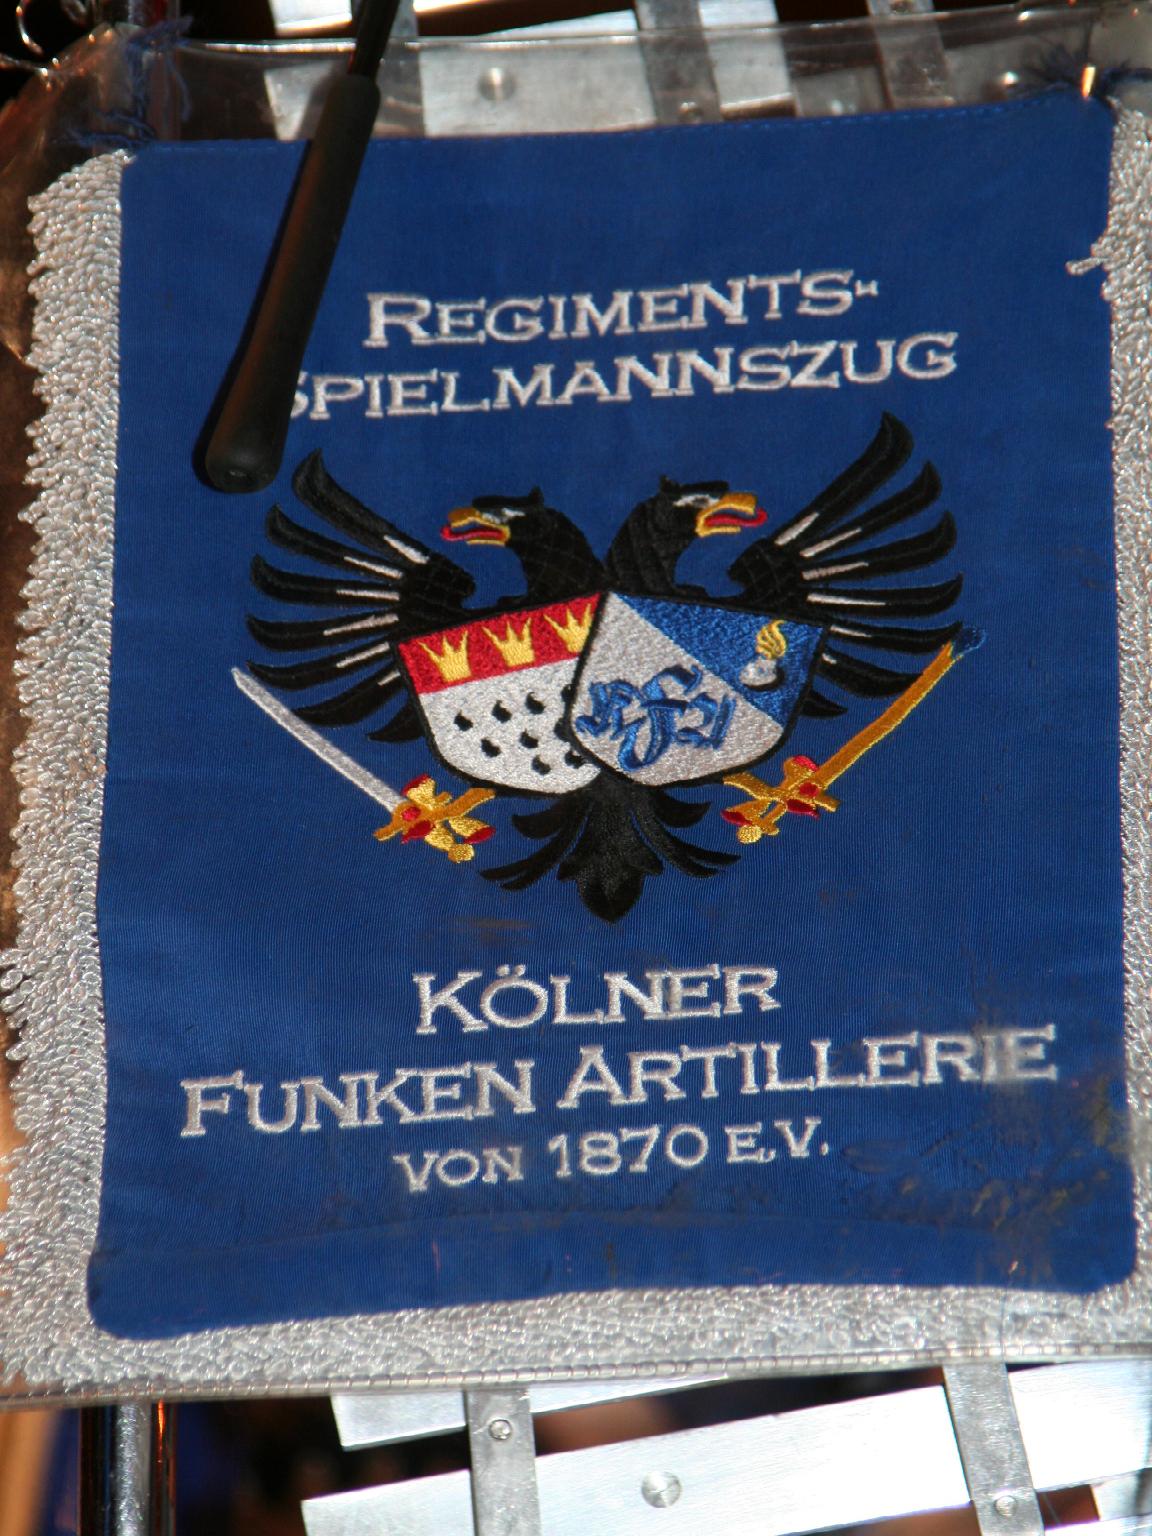 REGIMENTS-
SPIELMANNSZUG
KÖLNER
FUNKEN ARTILLERIE
VON 1870 E.V.